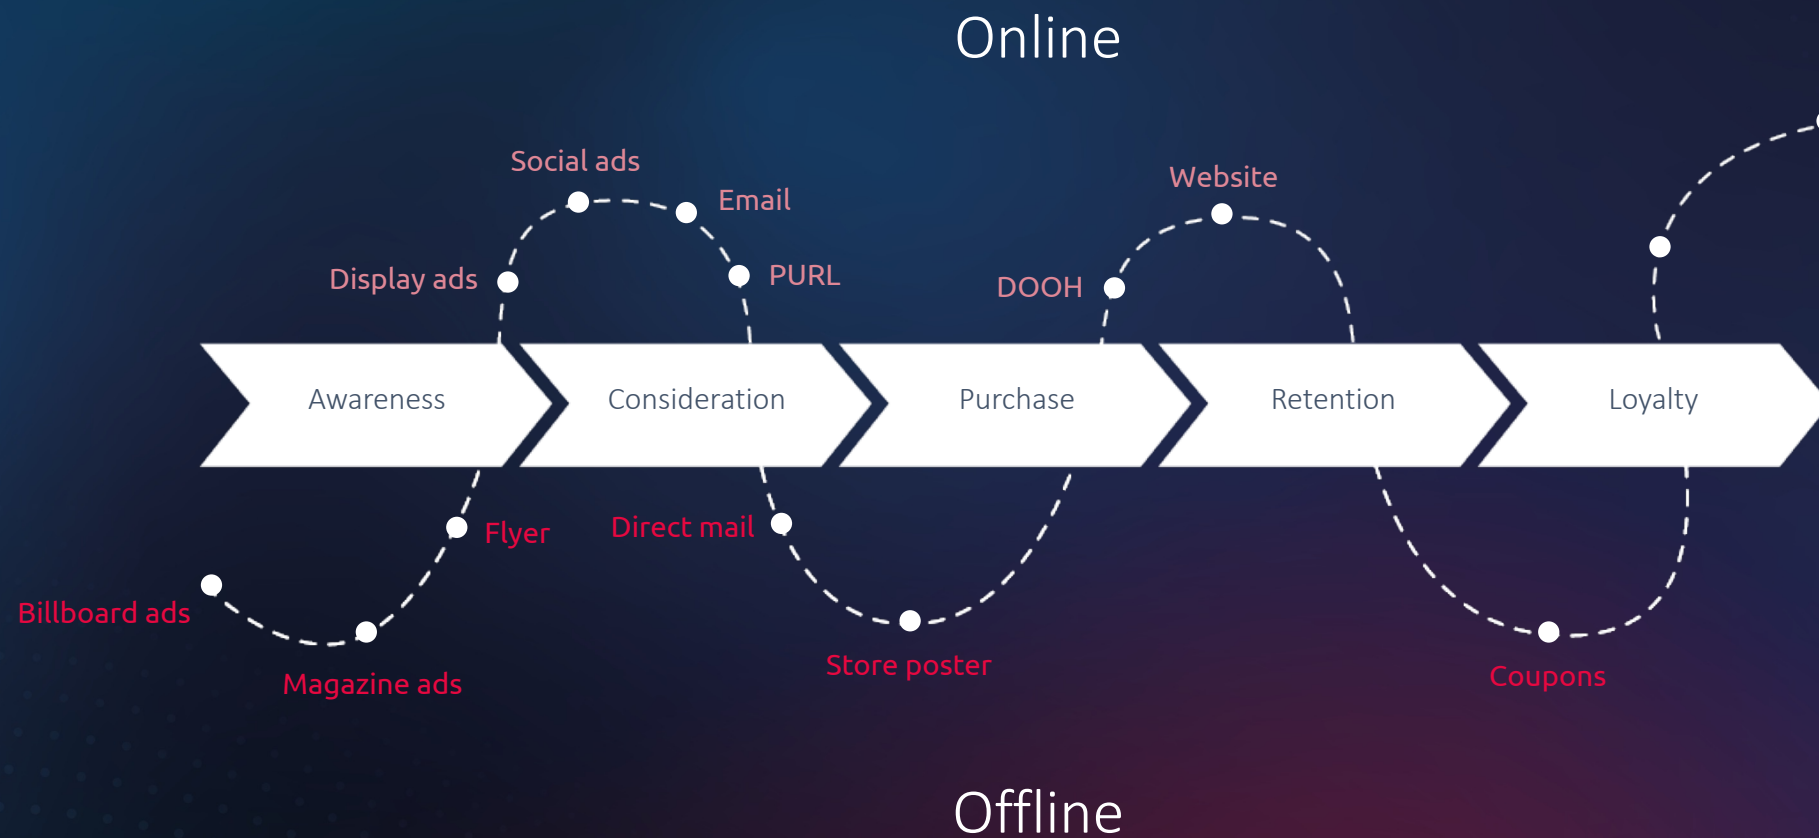 Online
Social ads
Email
Website
Display ads
PURL
DOOH
Awareness
Consideration
Purchase
Retention
Loyalty
Flyer
Direct mail
Billboard ads
Magazine ads
Store poster
Coupons
Offline